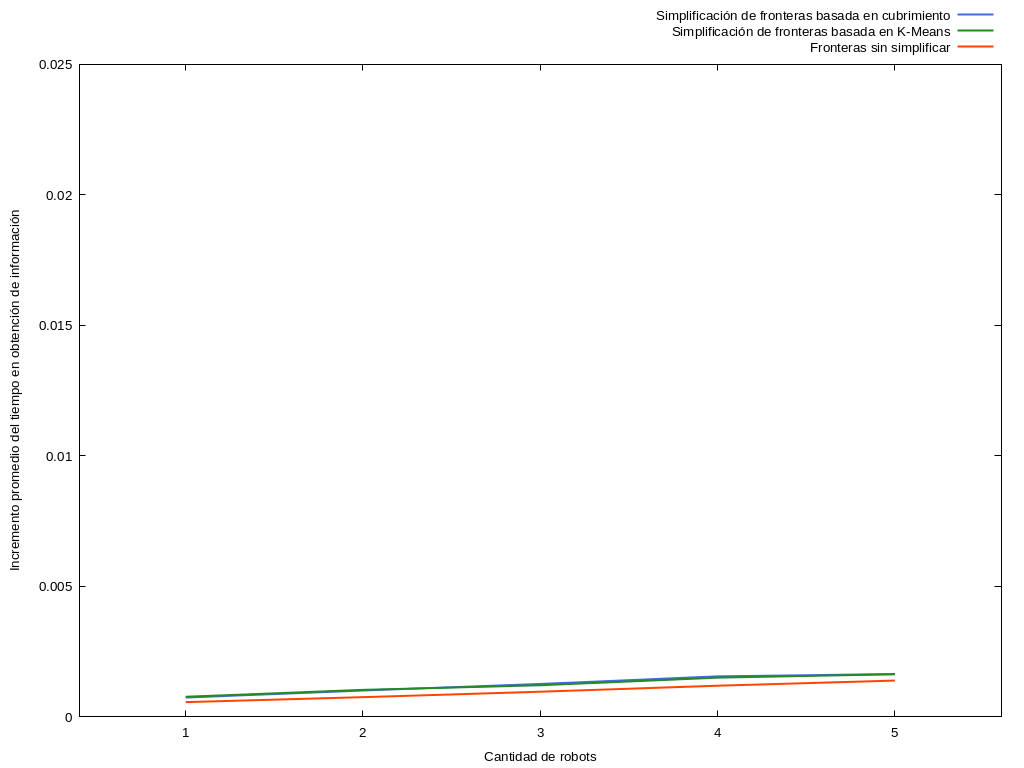 Simplificación de fronteras basada en cubrimiento
Simplificación de fronteras basada en K-Means
Fronteras sin simplificar
0.025
0.02
0.015
0.01
0.005
0
Incremento promedio del tiempo en obtención de información
1 2 3 4 5
Cantidad de robots